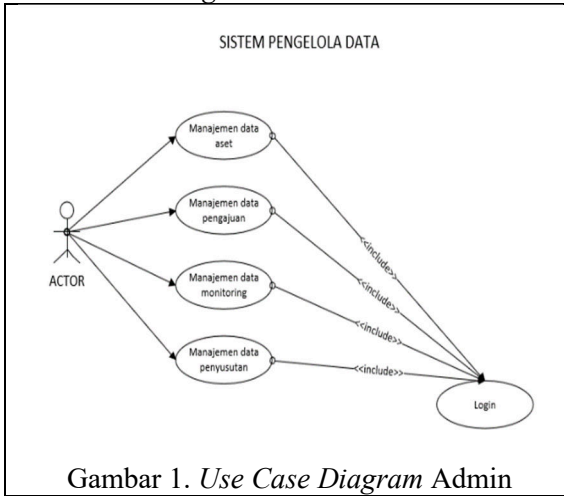 SISTEM PENGELOLA DATA
Manajemen data
aset
Manajemen data
pengajuan
Manajemen data
monitoring
Manajemen data
penyusutan
ACTOR
<<include>>
<<include>>
<<include>>
<<include>>
Login
Gambar 1. Use Case Diagram Admin